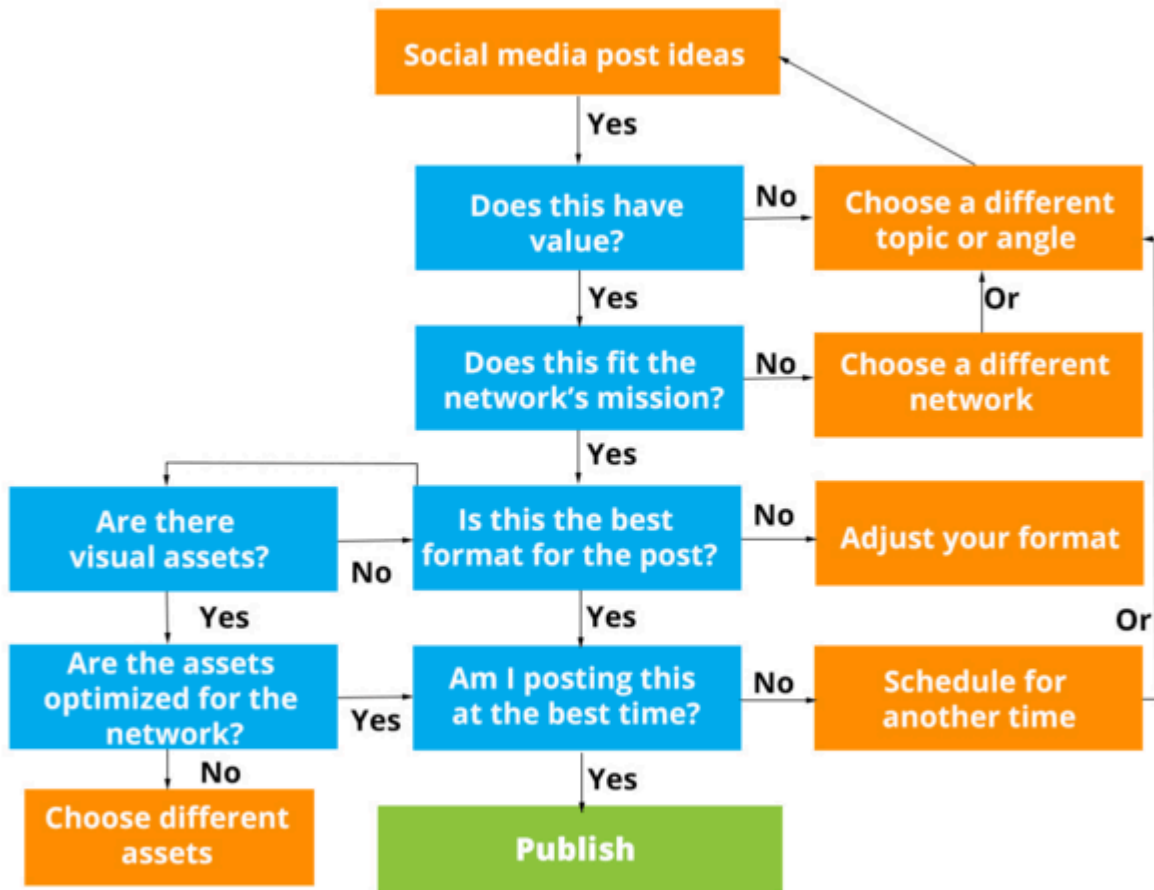 Social media post ideas
Yes
Does this have
value?
No
Choose a different
topic or angle
Yes
Or
Does this fit the
network's mission?
No
Choose a different
network
Yes
Are there
visual assets?
No
Is this the best
format for the post?
No
Adjust your format
Yes
Yes
Or
Are the assets
optimized for the
network?
Yes
Am I posting this
at the best time?
No
Schedule for
another time
No
Yes
Choose different
assets
Publish